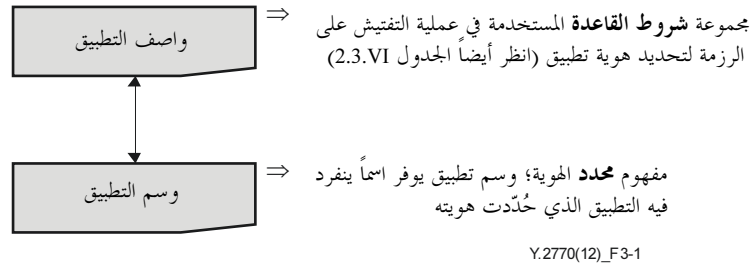 واصف التطبيق
⇒ مجموعة شروط القاعدة المستخدمة في عملية التفتيش على
الرزمة لتحديد هوية تطبيق (انظر أيضاً الجدول 2.3.VI)
وسم التطبيق
⇒ مفهوم محدد الهوية؛ وسم تطبيق يوفر اسماً ينفرد
فيه التطبيق الذي حُدّدت هويته
Y.2770(12)_F3-1